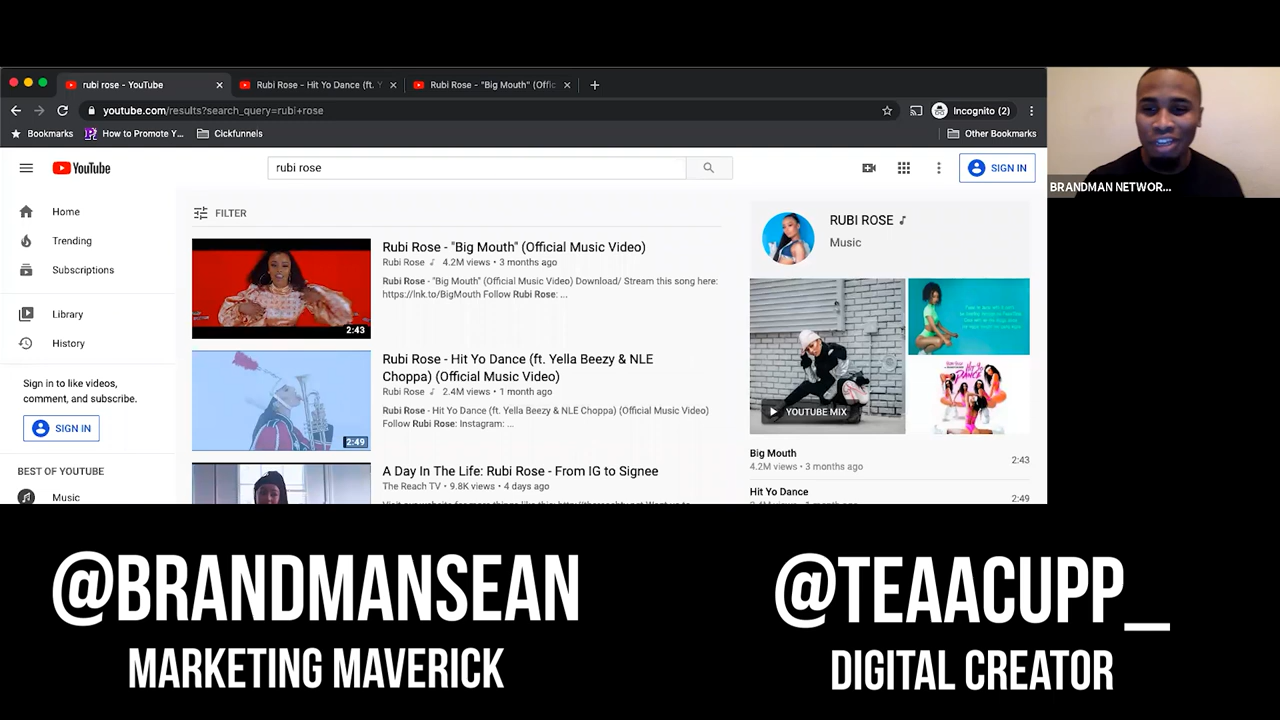 rubi rose - YouTube
Rubi Rose - Hit Yo Dance (ft. Y
Rubi Rose - "Big Mouth" (Offic
youtube.com/results?search_query=rubi+rose
Incognito (2)
Bookmarks
How to Promote Y...
Clickfunnels
Other Bookmarks
BRANDMAN NETWOR...
YouTube
rubi rose
SIGN IN
Home
Trending
Subscriptions
Library
History
Sign in to like videos,
comment, and subscribe.
SIGN IN
BEST OF YOUTUBE
Music
FILTER
2:43
Rubi Rose - "Big Mouth" (Official Music Video)
Rubi Rose ♪ 4.2M views • 3 months ago
Rubi Rose - "Big Mouth" (Official Music Video) Download/ Stream this song here:
https://lnk.to/BigMouth Follow Rubi Rose: ...
2:49
Rubi Rose - Hit Yo Dance (ft. Yella Beezy & NLE
Choppa) (Official Music Video)
Rubi Rose ♪ 2.4M views • 1 month ago
Rubi Rose - Hit Yo Dance (ft. Yella Beezy & NLE Choppa) (Official Music Video)
Follow Rubi Rose: Instagram: ...
A Day In The Life: Rubi Rose - From IG to Signee
The Reach TV • 9.8K views • 4 days ago
RUBI ROSE ♪
Music
YOUTUBE MIX
HIT YO
DANCE
Big Mouth
4.2M views • 3 months ago
2:43
Hit Yo Dance
2:49
@BRANDMANSEAN
MARKETING MAVERICK
@TEAACUPP_
DIGITAL CREATOR